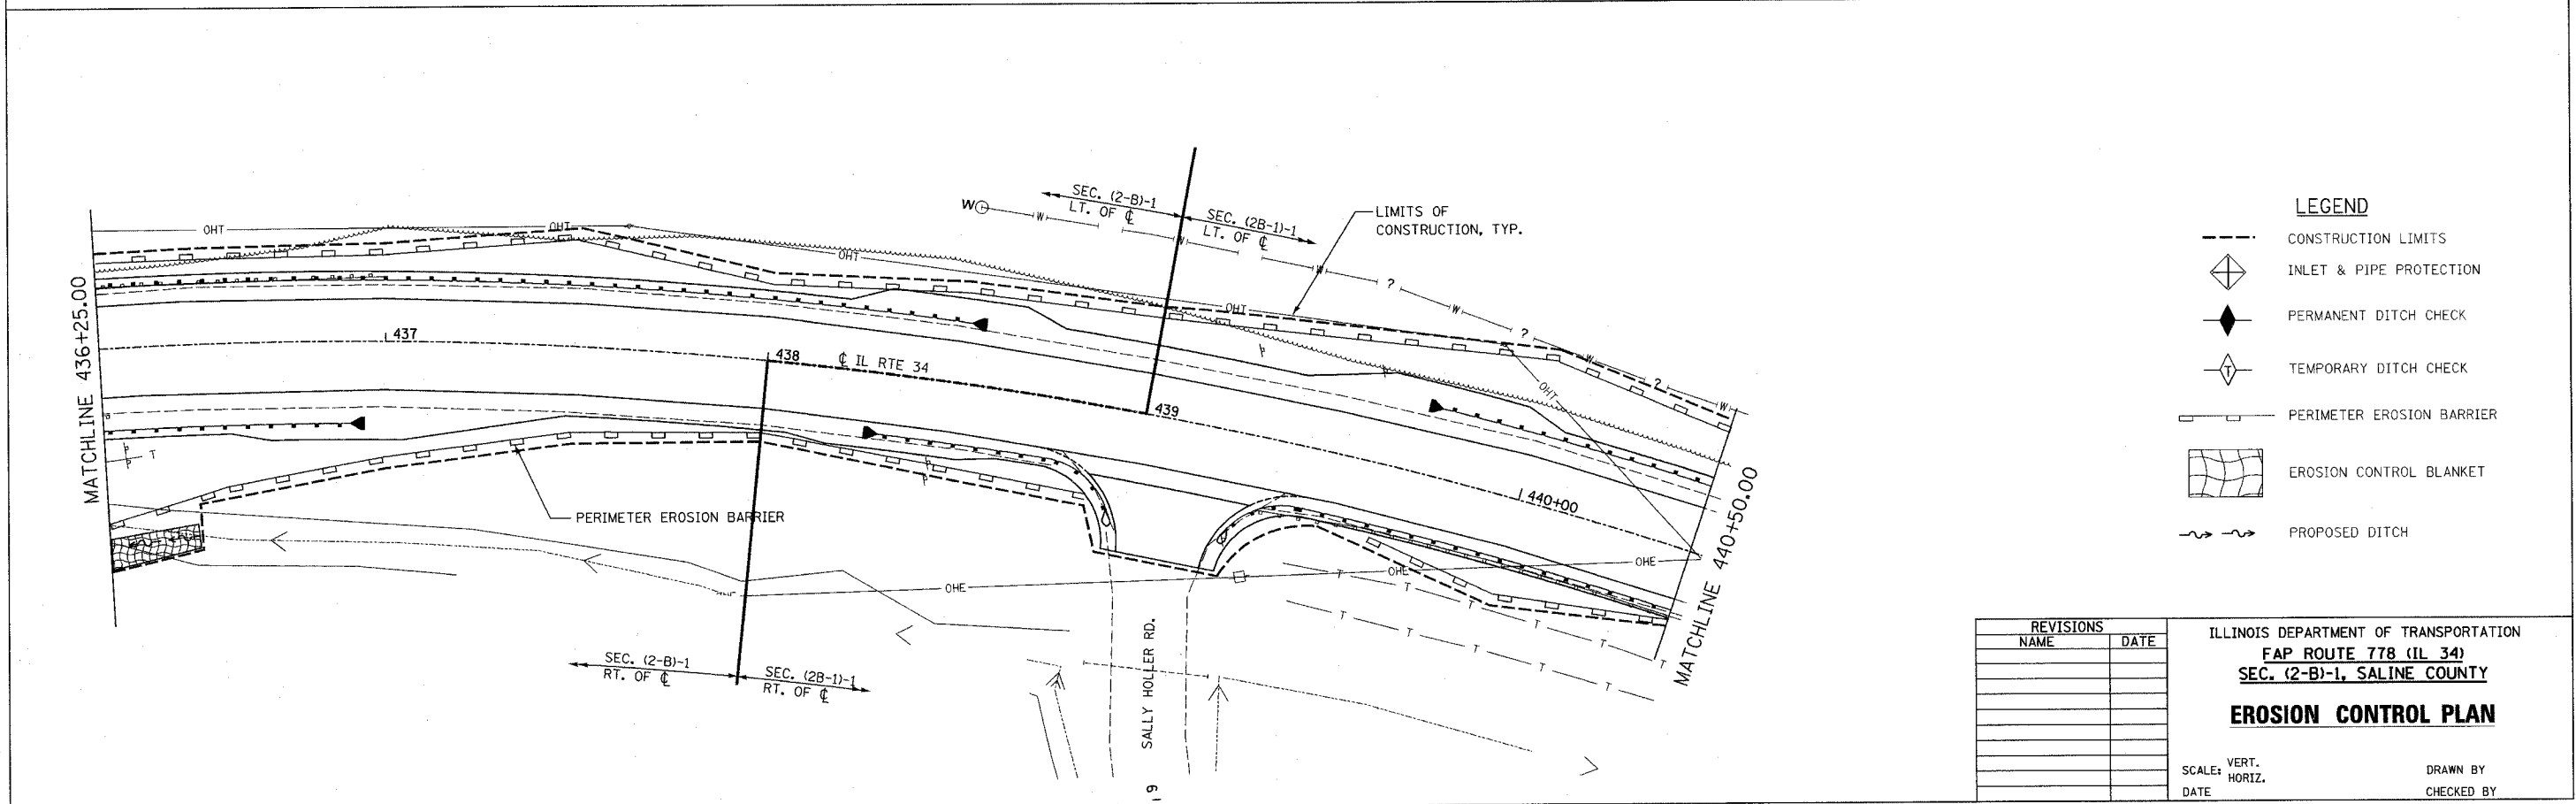 MATCHLINE 436+25.00
OHT
OHT
OHT
OHT
OHT
437
438
℄ IL RTE 34
439
440+00
W
W
W
W
W
W
W
?
?
?
SEC. (2-B)-1
LT. OF ℄
SEC. (2B-1)-1
LT. OF ℄
LIMITS OF
CONSTRUCTION, TYP.
T
PERIMETER EROSION BARRIER
OHE
OHE
OHE
SEC. (2-B)-1
RT. OF ℄
SEC. (2B-1)-1
RT. OF ℄
SALLY HOLLER RD.
19
T
T
T
T
T
T
T
T
T
MATCHLINE 440+50.00
LEGEND
CONSTRUCTION LIMITS
INLET & PIPE PROTECTION
PERMANENT DITCH CHECK
T
TEMPORARY DITCH CHECK
PERIMETER EROSION BARRIER
EROSION CONTROL BLANKET
PROPOSED DITCH
REVISIONS
NAME DATE
ILLINOIS DEPARTMENT OF TRANSPORTATION
FAP ROUTE 778 (IL 34)
SEC. (2-B)-1, SALINE COUNTY
EROSION CONTROL PLAN
SCALE: VERT.
HORIZ.
DATE
DRAWN BY
CHECKED BY